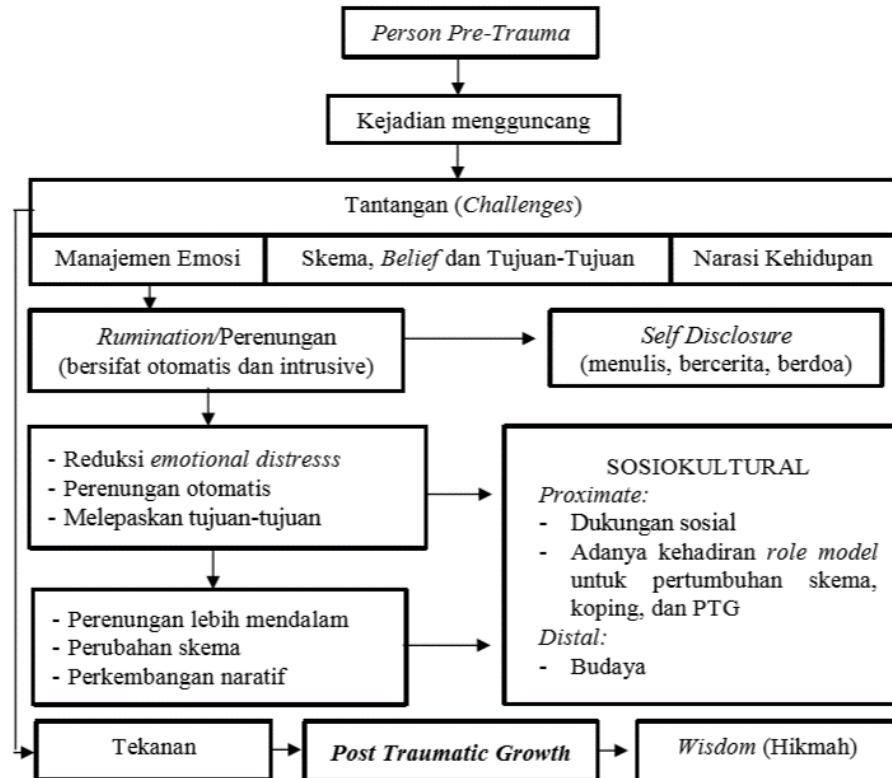 Person Pre-Trauma
Kejadian mengguncang
Tantangan (Challenges)
Manajemen Emosi
Skema, Belief dan Tujuan-Tujuan
Narasi Kehidupan
Rumination/Perenungan
(bersifat otomatis dan intrusive)
Self Disclosure
(menulis, bercerita, berdoa)
- Reduksi emotional distresss
- Perenungan otomatis
- Melepaskan tujuan-tujuan
SOSIOKULTURAL
Proximate:
- Dukungan sosial
- Adanya kehadiran role model
untuk pertumbuhan skema,
koping, dan PTG
Distal:
- Budaya
- Perenungan lebih mendalam
- Perubahan skema
- Perkembangan naratif
Tekanan
Post Traumatic Growth
Wisdom (Hikmah)